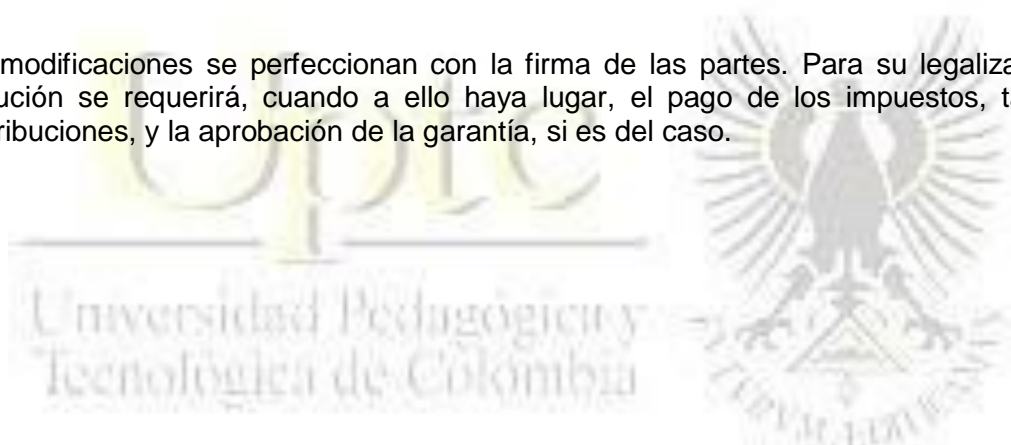 modificaciones se perfeccionan con la firma de las partes. Para su legaliza
ución se requerirá, cuando a ello haya lugar, el pago de los impuestos, t
ribuciones, y la aprobación de la garantía, si es del caso.
Uptc
Universidad Pedagógica y
Tecnológica de Colombia